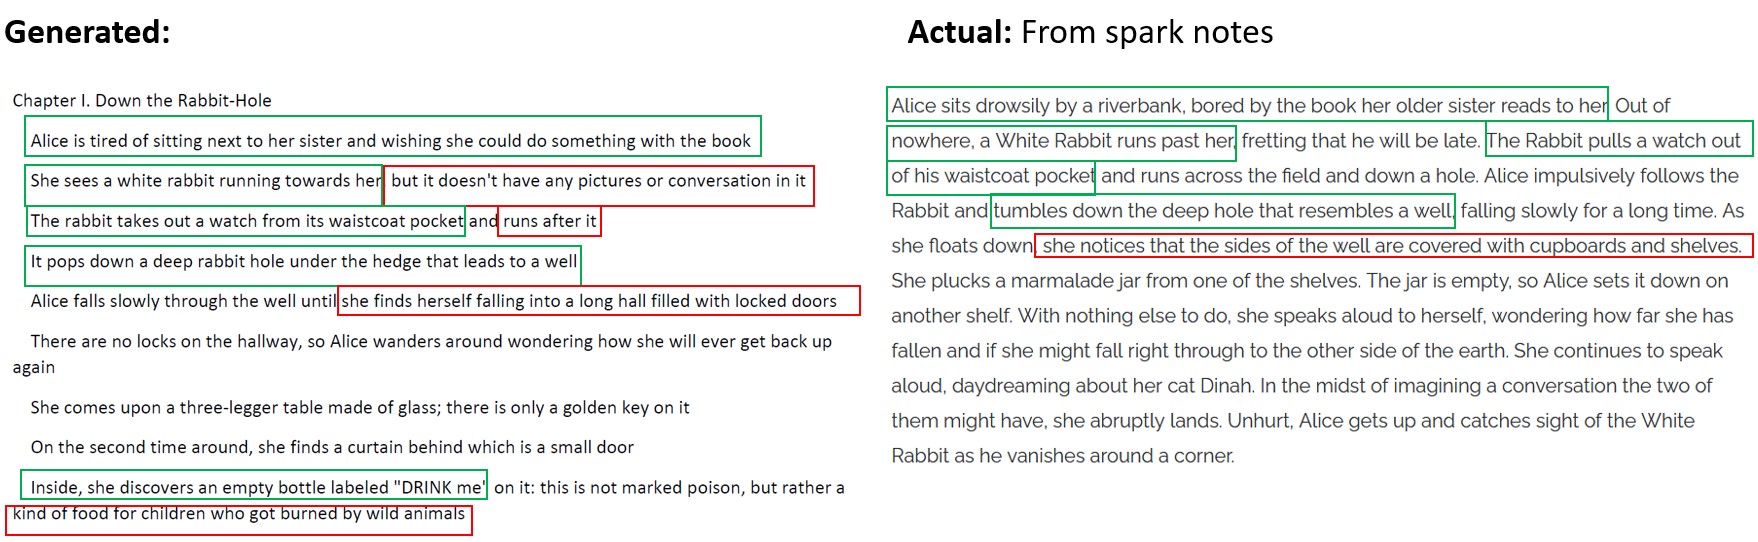 Generated:
Chapter I. Down the Rabbit-Hole
Alice is tired of sitting next to her sister and wishing she could do something with the book
She sees a white rabbit running towards her but it doesn't have any pictures or conversation in it
The rabbit takes out a watch from its waistcoat pocket and runs after it
It pops down a deep rabbit hole under the hedge that leads to a well
Alice falls slowly through the well until she finds herself falling into a long hall filled with locked doors
There are no locks on the hallway, so Alice wanders around wondering how she will ever get back up
again
She comes upon a three-legger table made of glass; there is only a golden key on it
On the second time around, she finds a curtain behind which is a small door
Inside, she discovers an empty bottle labeled "DRINK me" on it: this is not marked poison, but rather a
kind of food for children who got burned by wild animals
Actual: From spark notes
Alice sits drowsily by a riverbank, bored by the book her older sister reads to her. Out of
nowhere, a White Rabbit runs past her, fretting that he will be late. The Rabbit pulls a watch out
of his waistcoat pocket and runs across the field and down a hole. Alice impulsively follows the
Rabbit and tumbles down the deep hole that resembles a well, falling slowly for a long time. As
she floats down, she notices that the sides of the well are covered with cupboards and shelves.
She plucks a marmalade jar from one of the shelves. The jar is empty, so Alice sets it down on
another shelf. With nothing else to do, she speaks aloud to herself, wondering how far she has
fallen and if she might fall right through to the other side of the earth. She continues to speak
aloud, daydreaming about her cat Dinah. In the midst of imagining a conversation the two of
them might have, she abruptly lands. Unhurt, Alice gets up and catches sight of the White
Rabbit as he vanishes around a corner.